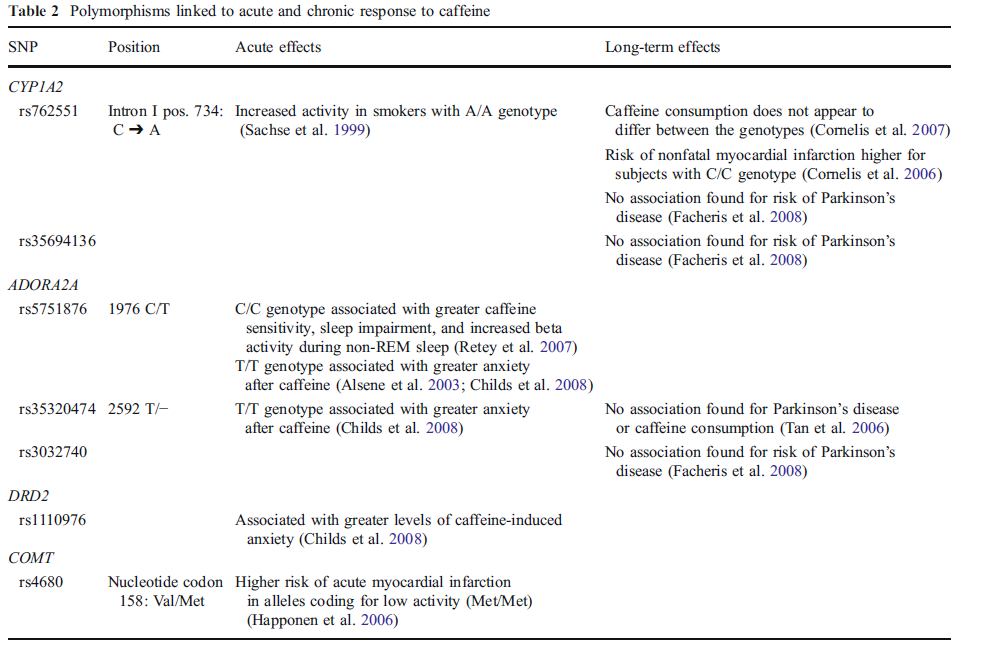 Table 2 Polymorphisms linked to acute and chronic response to caffeine
SNP Position Acute effects Long-term effects
CYP1A2
rs762551 Intron I pos. 734: Increased activity in smokers with A/A genotype Caffeine consumption does not appear to
C ➔ A (Sachse et al. 1999) differ between the genotypes (Cornelis et al. 2007)
Risk of nonfatal myocardial infarction higher for
subjects with C/C genotype (Cornelis et al. 2006)
No association found for risk of Parkinson's
disease (Facheris et al. 2008)
rs35694136 No association found for risk of Parkinson's
disease (Facheris et al. 2008)
ADORA2A
rs5751876 1976 C/T C/C genotype associated with greater caffeine
sensitivity, sleep impairment, and increased beta
activity during non-REM sleep (Retey et al. 2007)
T/T genotype associated with greater anxiety
after caffeine (Alsene et al. 2003; Childs et al. 2008)
rs35320474 2592 T/− T/T genotype associated with greater anxiety No association found for Parkinson's disease
after caffeine (Childs et al. 2008) or caffeine consumption (Tan et al. 2006)
rs3032740 No association found for risk of Parkinson's
disease (Facheris et al. 2008)
DRD2
rs1110976 Associated with greater levels of caffeine-induced
anxiety (Childs et al. 2008)
COMT
rs4680 Nucleotide codon Higher risk of acute myocardial infarction
158: Val/Met in alleles coding for low activity (Met/Met)
(Happonen et al. 2006)